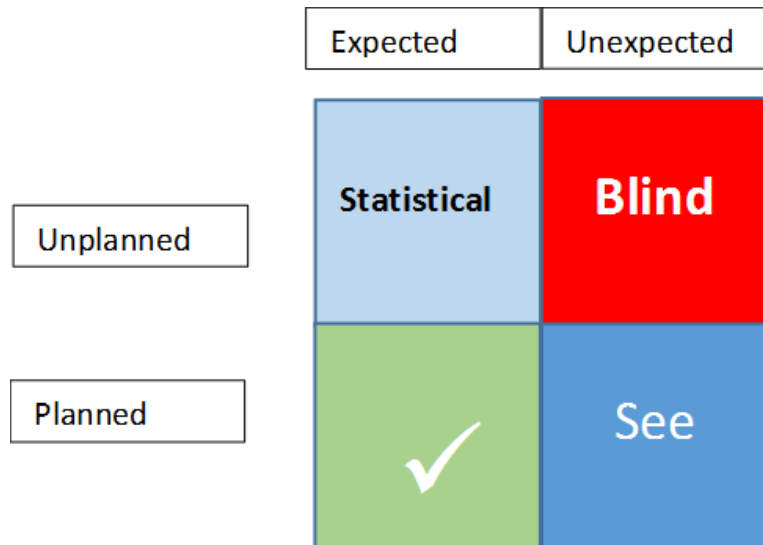 Expected Unexpected
Statistical Blind
Unplanned
Planned
See